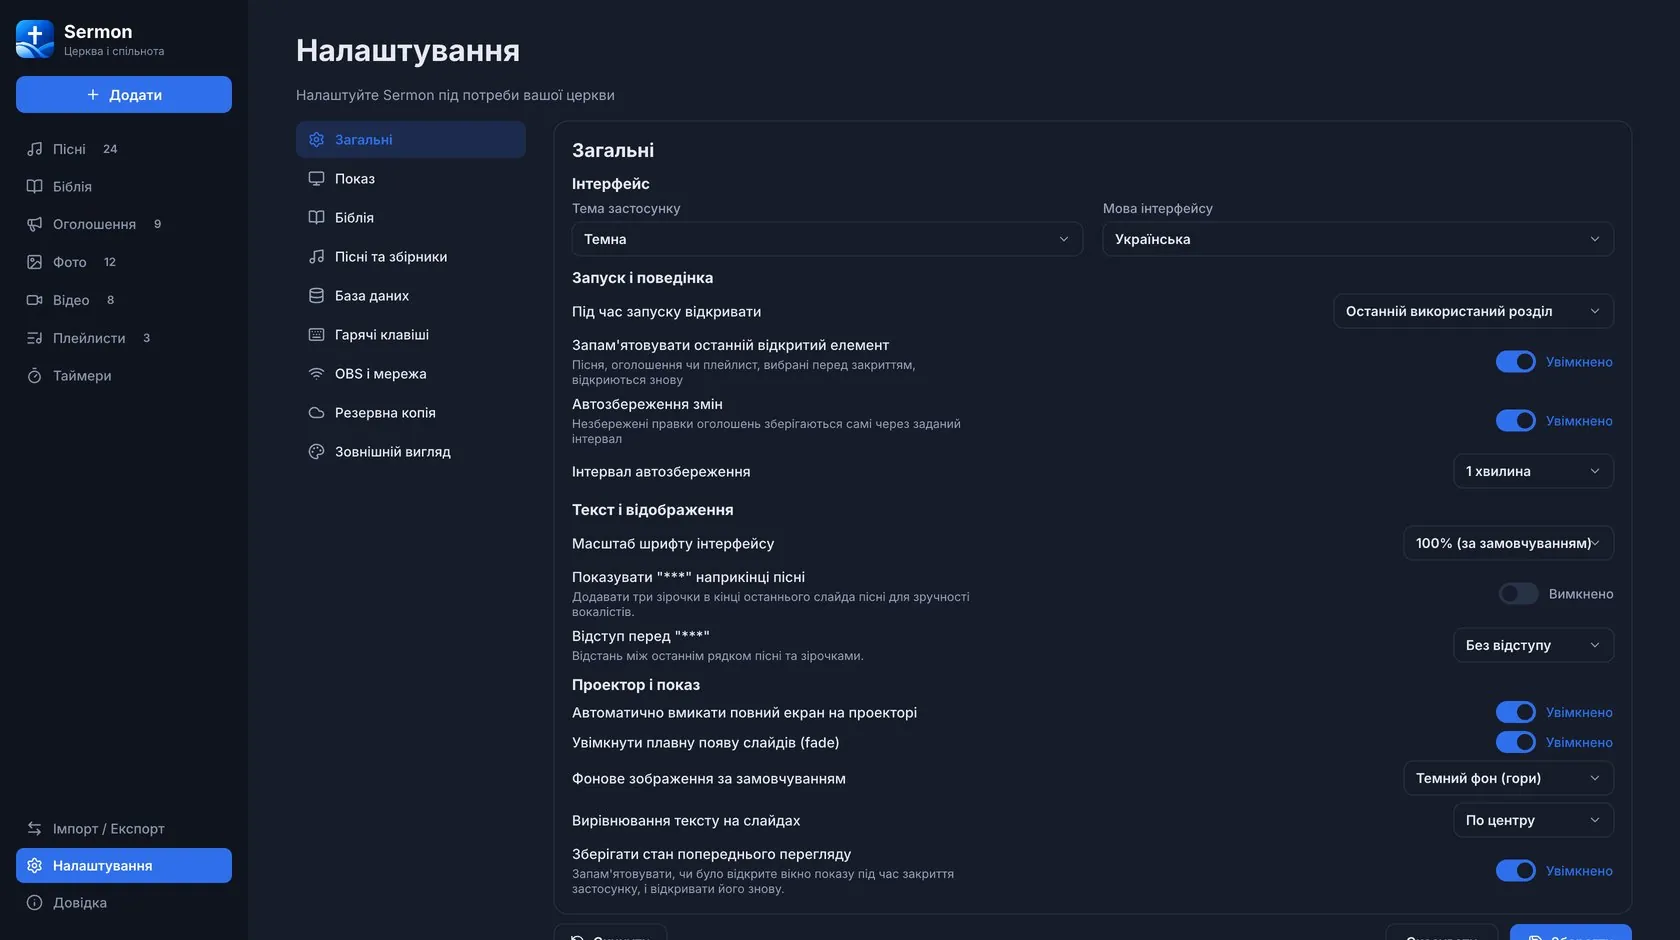 Sermon
Церква і спільнота
+ Додати
Пісні 24
Біблія
Оголошення 9
Фото 12
Відео 8
Плейлисти 3
Таймери
Імпорт / Експорт
Налаштування
Довідка
Налаштування
Налаштуйте Sermon під потреби вашої церкви
Загальні
Показ
Біблія
Пісні та збірники
База даних
Гарячі клавіші
OBS і мережа
Резервна копія
Зовнішній вигляд
Загальні
Інтерфейс
Тема застосунку
Темна
Мова інтерфейсу
Українська
Запуск і поведінка
Під час запуску відкривати
Останній використаний розділ
Запам'ятовувати останній відкритий елемент
Пісня, оголошення чи плейлист, вибрані перед закриттям,
відкриються знову
Увімкнено
Автозбереження змін
Незбережені правки оголошень зберігаються самі через заданий
інтервал
Увімкнено
Інтервал автозбереження
1 хвилина
Текст і відображення
Масштаб шрифту інтерфейсу
100% (за замовчуванням)
Показувати "***" наприкінці пісні
Додавати три зірочки в кінці останнього слайда пісні для зручності
вокалістів.
Вимкнено
Відступ перед "***"
Відстань між останнім рядком пісні та зірочками.
Без відступу
Проектор і показ
Автоматично вмикати повний екран на проекторі
Увімкнено
Увімкнути плавну появу слайдів (fade)
Увімкнено
Фонове зображення за замовчуванням
Темний фон (гори)
Вирівнювання тексту на слайдах
По центру
Зберігати стан попереднього перегляду
Запам'ятовувати, чи було відкрите вікно показу під час закриття
застосунку, і відкривати його знову.
Увімкнено